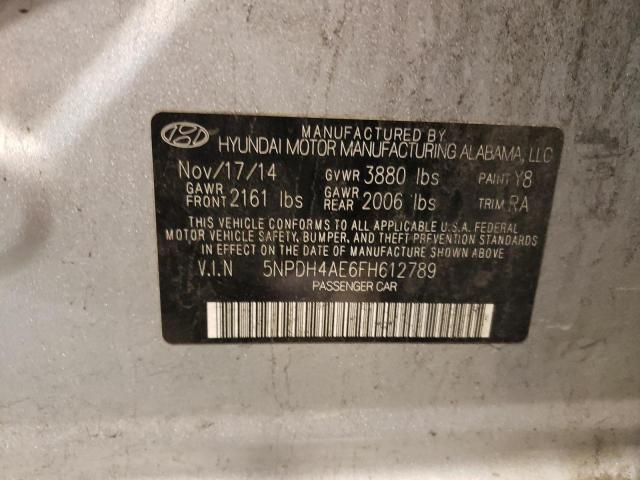 MANUFACTURED BY
HYUNDAI MOTOR MANUFACTURING ALABAMA, LLC
Nov/17/14 GVWR 3880 lbs PAINT Y8
GAWR FRONT 2161 lbs GAWR REAR 2006 lbs TRIM RA
THIS VEHICLE CONFORMS TO ALL APPLICABLE U.S.A. FEDERAL
MOTOR VEHICLE SAFETY, BUMPER, AND THEFT PREVENTION
STANDARDS IN EFFECT ON THE DATE OF MANUFACTURE SHOWN ABOVE
V.I.N 5NPDH4AE6FH612789
PASSENGER CAR